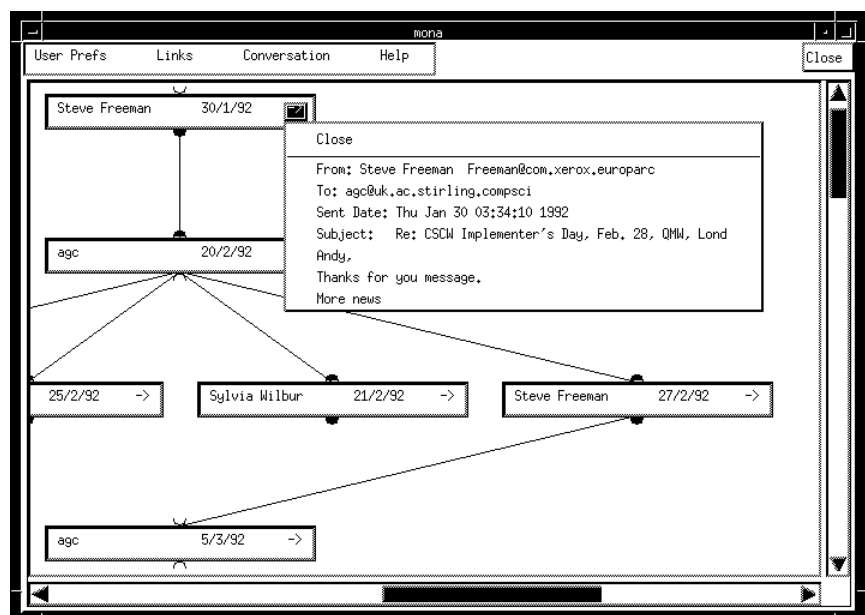 mona
User Prefs Links Conversation Help Close
Steve Freeman 30/1/92
Close
From: Steve Freeman Freeman@com.xerox.europarc
To: agc@uk.ac.stirling.compsci
Sent Date: Thu Jan 30 03:34:10 1992
Subject: Re: CSCW Implementer's Day, Feb. 28, QMW, Lond
Andy,
Thanks for you message.
More news
agc 20/2/92
25/2/92 ->
Sylvia Wilbur 21/2/92 ->
Steve Freeman 27/2/92 ->
agc 5/3/92 ->